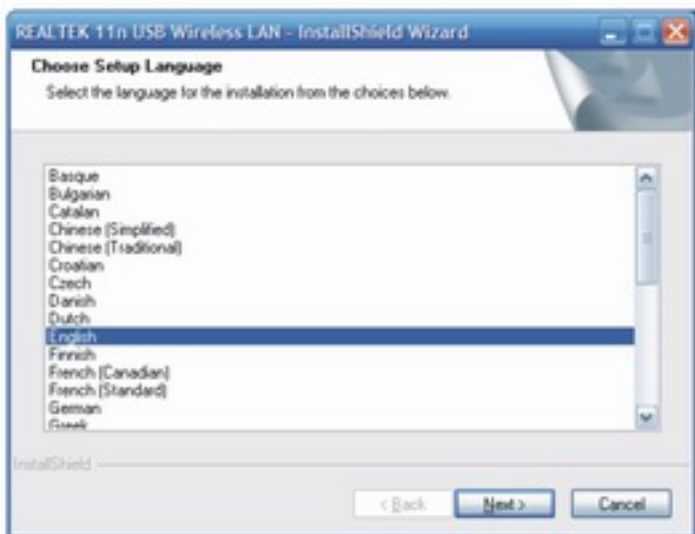 REALTEK 11n USB Wireless LAN - InstallShield Wizard
Choose Setup Language
Select the language for the installation from the choices below.
Basque
Bulgarian
Catalan
Chinese (Simplified)
Chinese (Traditional)
Croatian
Czech
Danish
Dutch
English
Finnish
French (Canadian)
French (Standard)
German
Greek
InstallShield
< Back
Next >
Cancel